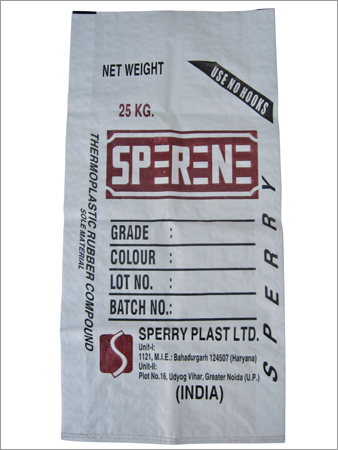 NET WEIGHT
USE NO HOOKS
25 KG.
SPERENE
THERMOPLASTIC RUBBER COMPOUND
SOLE MATERIAL
SPERRY
GRADE :
COLOUR :
LOT NO. :
BATCH NO.:
S
SPERRY PLAST LTD.
Unit-I:
1121, M.I.E.: Bahadurgarh 124507 (Haryana)
Unit-II:
Plot No.16, Udyog Vihar, Greater Noida (U.P.)
(INDIA)